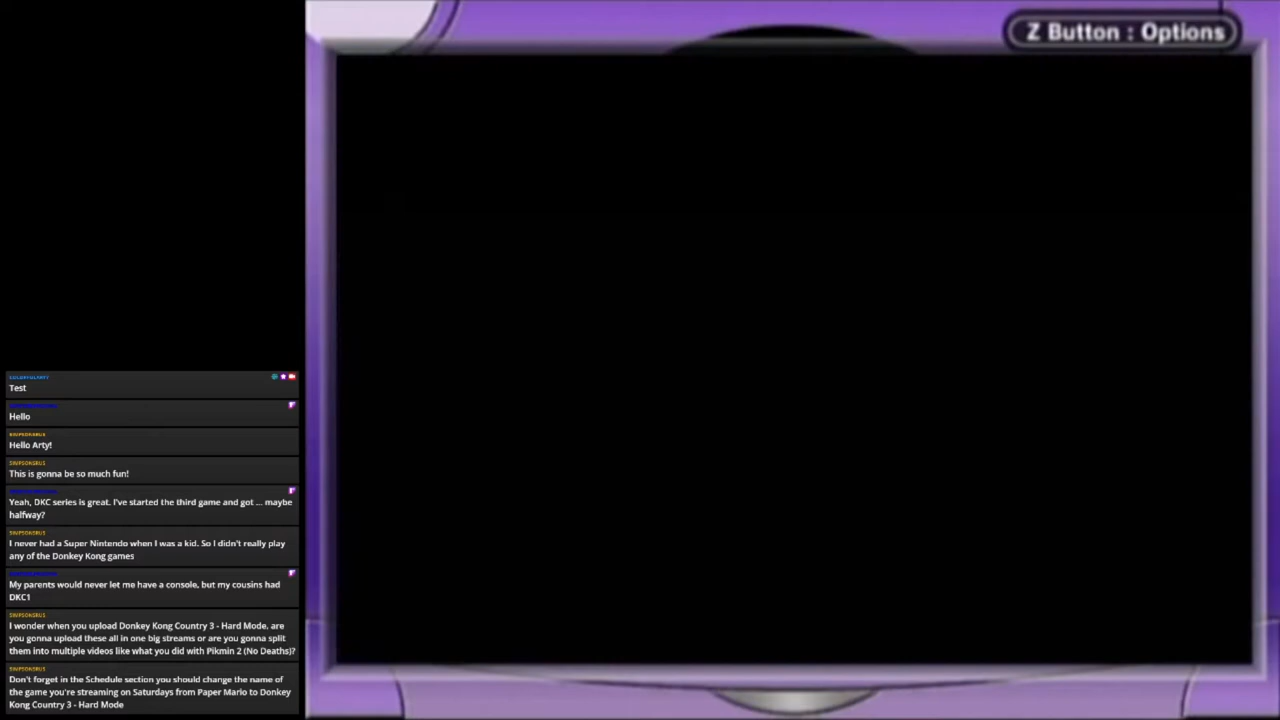 Z Button : Options
COLORFULARTY
Test
Hello
SIMPSONSRUS
Hello Arty!
SIMPSONSRUS
This is gonna be so much fun!
Yeah, DKC series is great. I've started the third game and got ... maybe
halfway?
SIMPSONSRUS
I never had a Super Nintendo when I was a kid. So I didn't really play
any of the Donkey Kong games
My parents would never let me have a console, but my cousins had
DKC1
SIMPSONSRUS
I wonder when you upload Donkey Kong Country 3 - Hard Mode, are
you gonna upload these all in one big streams or are you gonna split
them into multiple videos like what you did with Pikmin 2 (No Deaths)?
SIMPSONSRUS
Don't forget in the Schedule section you should change the name of
the game you're streaming on Saturdays from Paper Mario to Donkey
Kong Country 3 - Hard Mode